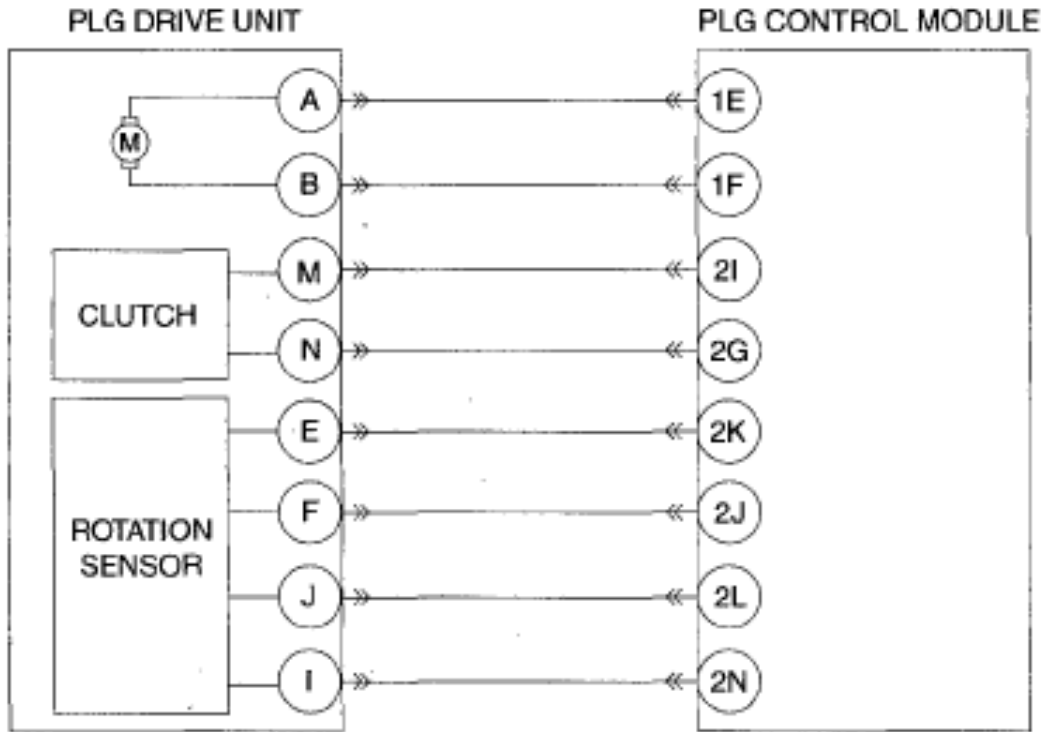 PLG DRIVE UNIT
PLG CONTROL MODULE
A
1E
M
B
1F
M
2I
CLUTCH
N
2G
E
2K
F
2J
ROTATION
SENSOR
J
2L
I
2N